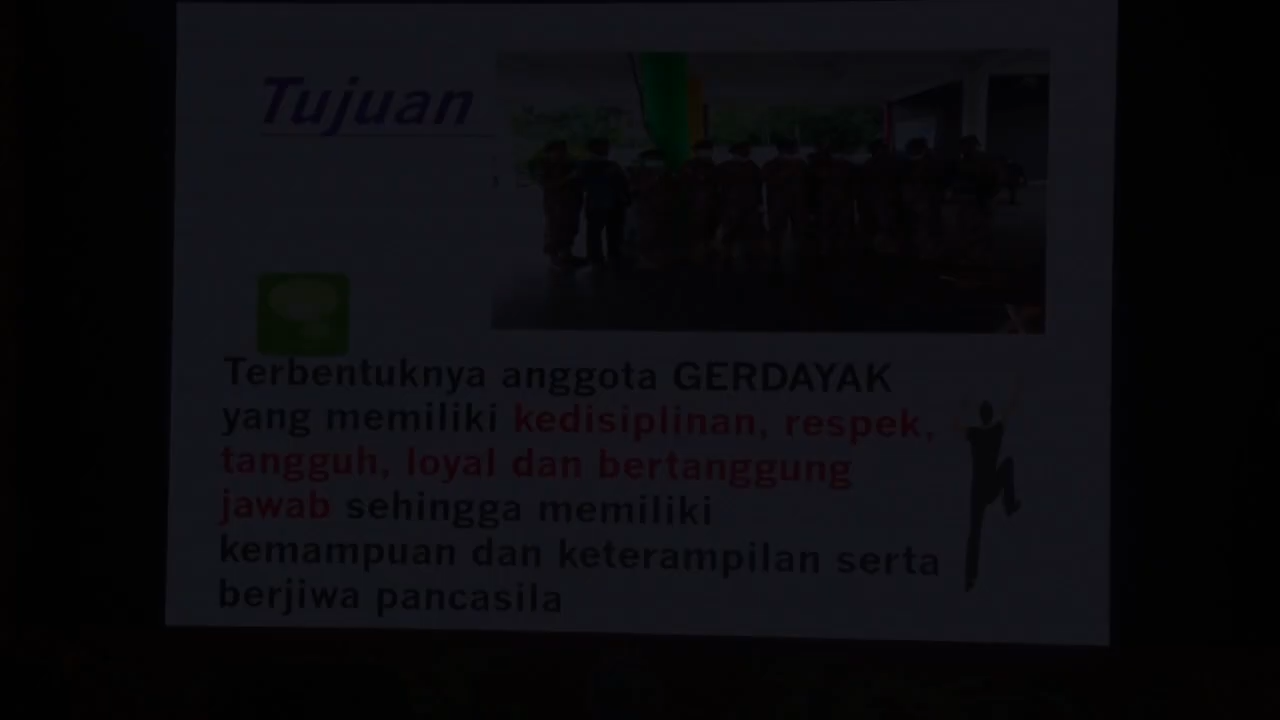 Tujuan
Terbentuknya anggota GERDAYAK
yang memiliki kedisiplinan, respek,
tangguh, loyal dan bertanggung
jawab sehingga memiliki
kemampuan dan keterampilan serta
berjiwa pancasila